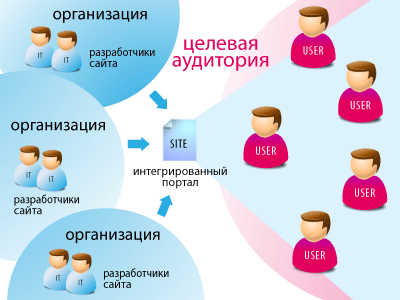 организация
IT
IT
разработчики
сайта
целевая
аудитория
USER
USER
USER
USER
USER
организация
IT
IT
разработчики
сайта
SITE
интегрированный
портал
организация
IT
IT
разработчики
сайта